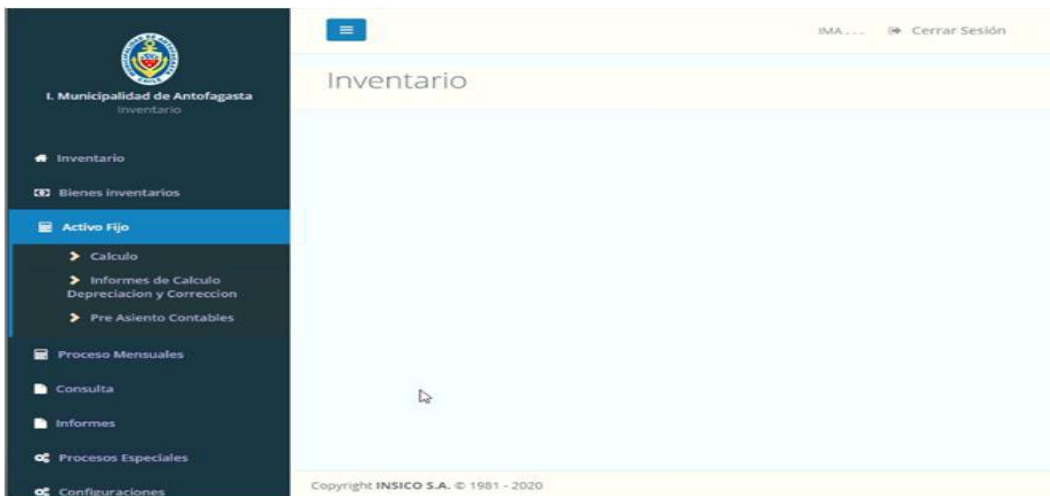 I. Municipalidad de Antofagasta
Inventario
Inventario
Bienes inventarios
Activo Fijo
Calculo
Informes de Calculo
Depreciacion y Correccion
Pre Asiento Contables
Proceso Mensuales
Consulta
Informes
Procesos Especiales
Configuraciones
IMA.... Cerrar Sesión
Inventario
Copyright INSICO S.A. © 1981 - 2020